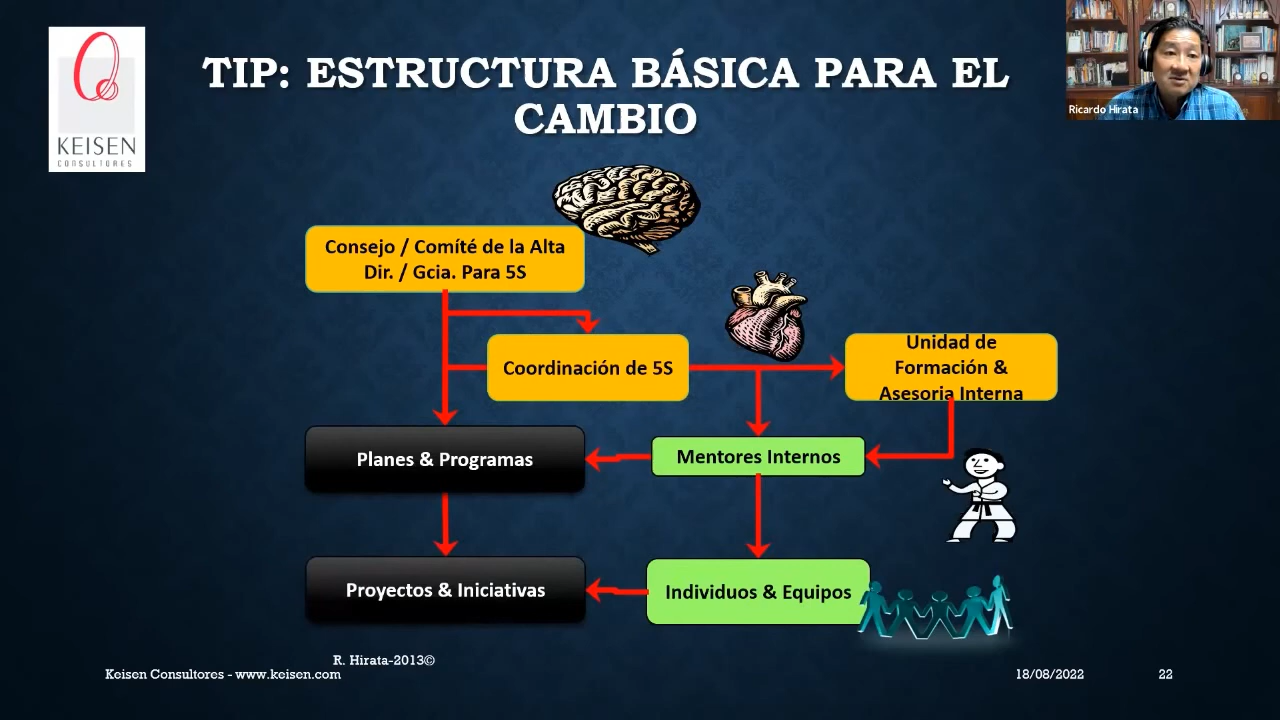 TIP: ESTRUCTURA BÁSICA PARA EL
CAMBIO
KEISEN
CONSULTORES
Ricardo Hirata
Consejo / Comíté de la Alta
Dir. / Gcia. Para 5S
Coordinación de 5S
Unidad de
Formación &
Asesoria Interna
Planes & Programas
Mentores Internos
Proyectos & Iniciativas
Individuos & Equipos
R. Hirata-2013©
Keisen Consultores - www.keisen.com
18/08/2022
22